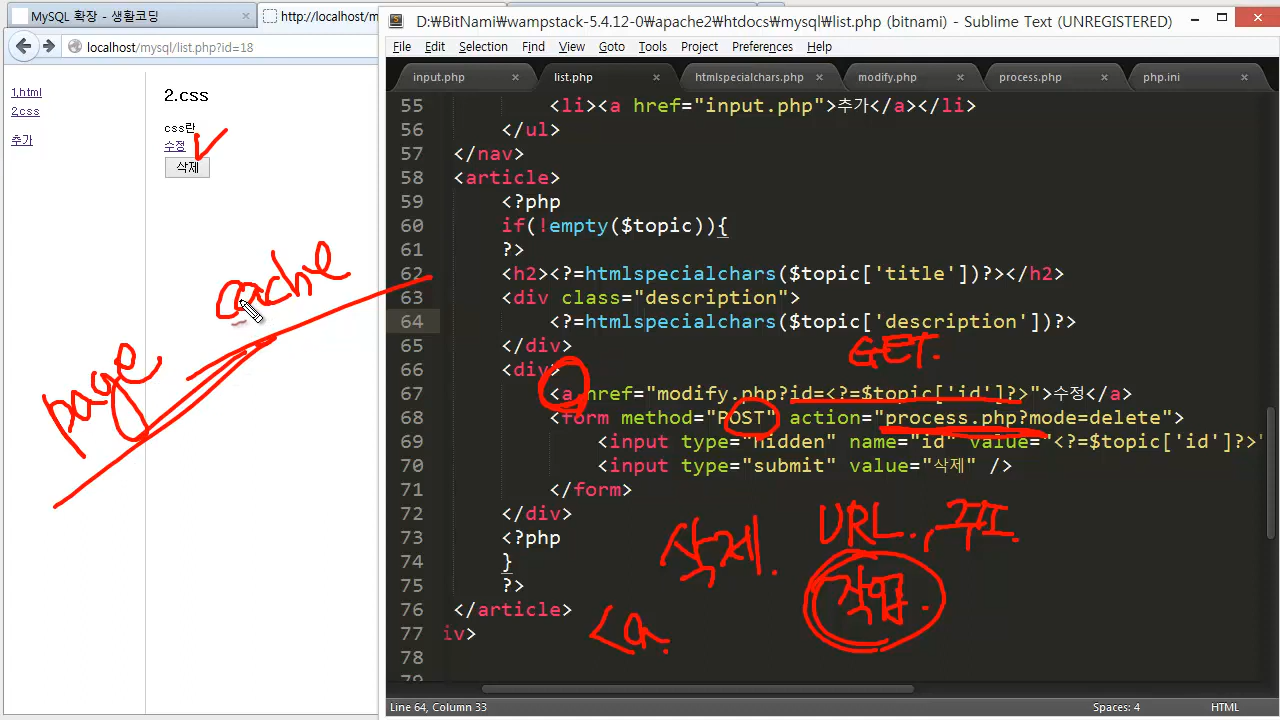 MySQL 확장 - 생활코딩
http://localhost/m
localhost/mysql/list.php?id=18
1.html
2.css
추가
2.css
css란
수정
삭제
cache
page
D:₩BitNami₩wampstack-5.4.12-0₩apache2₩htdocs₩mysql₩list.php (bitnami) - Sublime Text (UNREGISTERED)
File Edit Selection Find View Goto Tools Project Preferences Help
input.php list.php htmlspecialchars.php modify.php process.php php.ini
55 <li><a href="input.php">추가</a></li>
56 </ul>
57 </nav>
58 <article>
59 <?php
60 if(!empty($topic)){
61 ?>
62 <h2><?=htmlspecialchars($topic['title'])?></h2>
63 <div class="description">
64 <?=htmlspecialchars($topic['description'])?>
65 </div>
GET.
66 <div>
67 <a href="modify.php?id=<?=$topic['id']?>">수정</a>
68 <form method="POST" action="process.php?mode=delete">
69 <input type="hidden" name="id" value="<?=$topic['id']?>"
70 <input type="submit" value="삭제" />
71 </form>
72 </div>
73 <?php
74 }
75 ?>
76 </article>
77 iv>
78
79
삭제.
URL.,
작업.
<a.
Line 64, Column 33 Spaces: 4 HTML